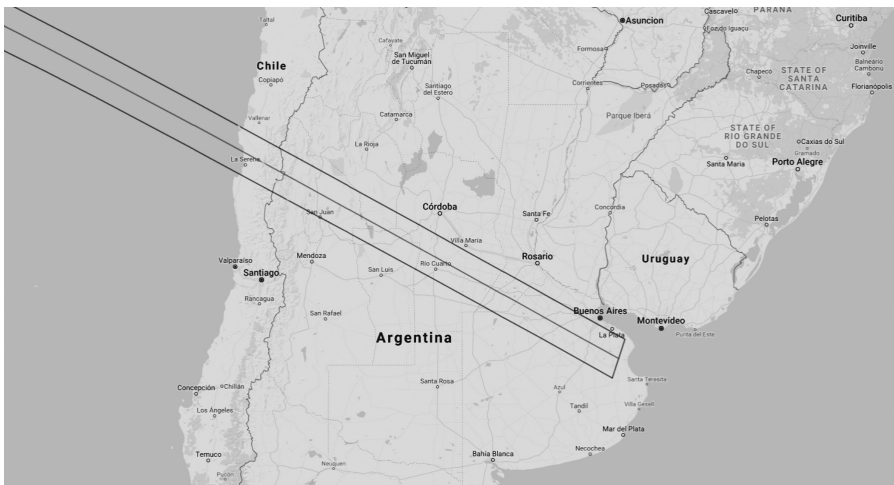 Taltal
Asuncion
Cascavel
PARANÁ
Curitiba
Foz do Iguaçu
Cafayate
Formosa
Joinville
San Miguel
de Tucumán
Chile
Balneário
Camboriú
Copiapó
Chapecó
STATE OF
SANTA
CATARINA
Santiago
del Estero
Corrientes
Posadas
Florianópolis
Catamarca
Parque Iberá
Vallenar
STATE OF
RIO GRANDE
DO SUL
La Rioja
Caxias do Sul
Gramado
La Serena
Santa Maria
Porto Alegre
Córdoba
San Juan
Santa Fe
Concordia
Pelotas
Villa María
Valparaíso
Mendoza
Río Cuarto
Rosario
Uruguay
Santiago
San Luis
Rancagua
San Rafael
Buenos Aires
Montevideo
La Plata
Punta del Este
Argentina
Concepción
Chillán
Santa Rosa
Azul
Santa Teresita
Los Ángeles
Tandil
Villa Gesell
Mar del Plata
Temuco
Bahía Blanca
Necochea
Neuquén
Pucón